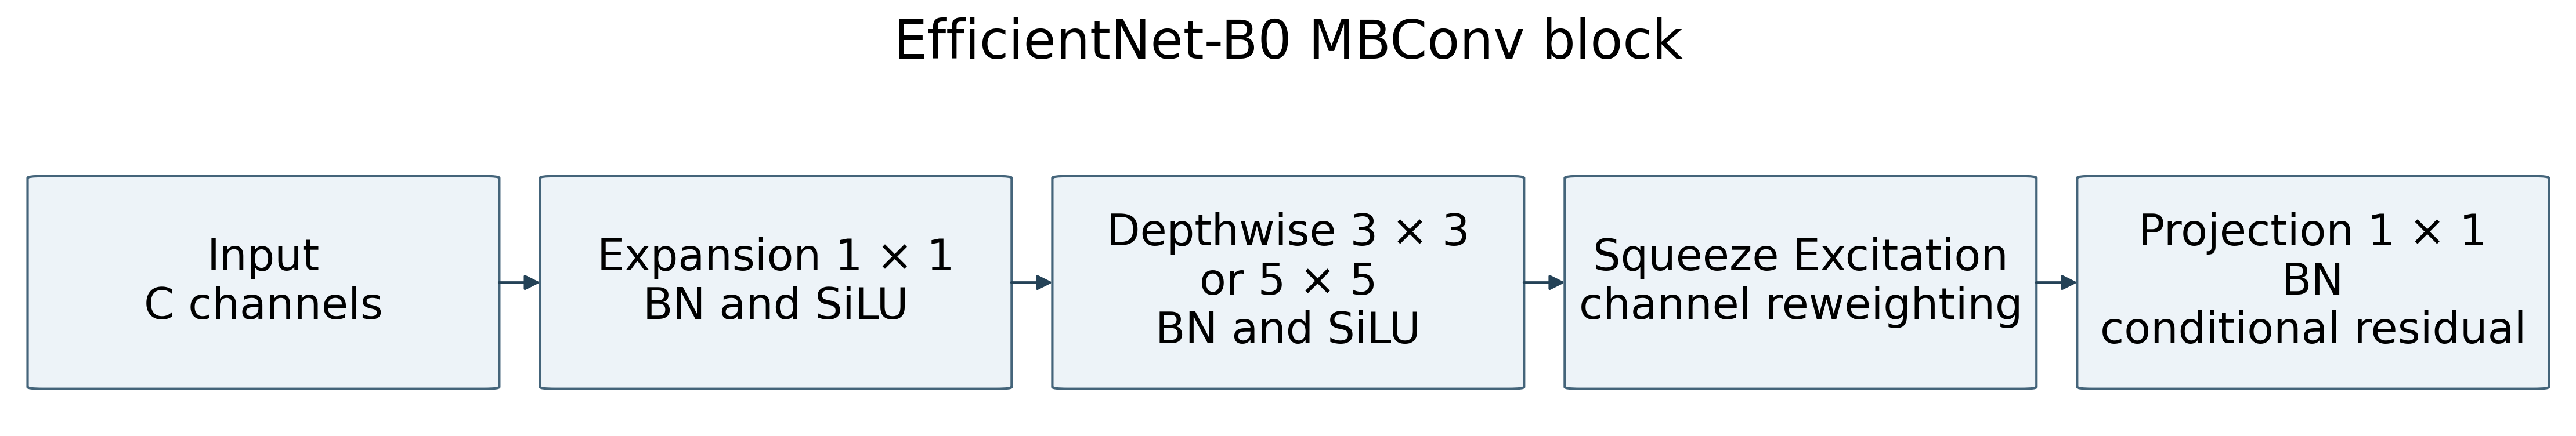 EfficientNet-B0 MBConv block
Input
C channels
Expansion 1 × 1
BN and SiLU
Depthwise 3 × 3
or 5 × 5
BN and SiLU
Squeeze Excitation
channel reweighting
Projection 1 × 1
BN
conditional residual